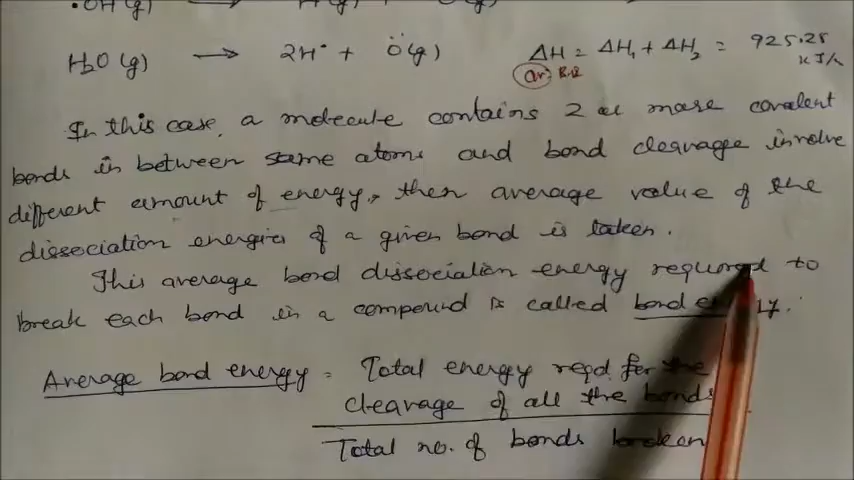 ·OH(g)
H₂O (g) ⟶ 2H· + Ö(g) ΔH = ΔH₁ + ΔH₂ = 925.25
In this case, a molecule contains 2 or more covalent
bonds in between same atoms and bond cleavage involve
different amount of energy, then average value of the
dissociation energies of a given bond is taken.
This average bond dissociation energy required to
break each bond in a compound is called bond
Average bond energy = Total energy reqd for the
cleavage of all the bonds
Total no. of bonds broken